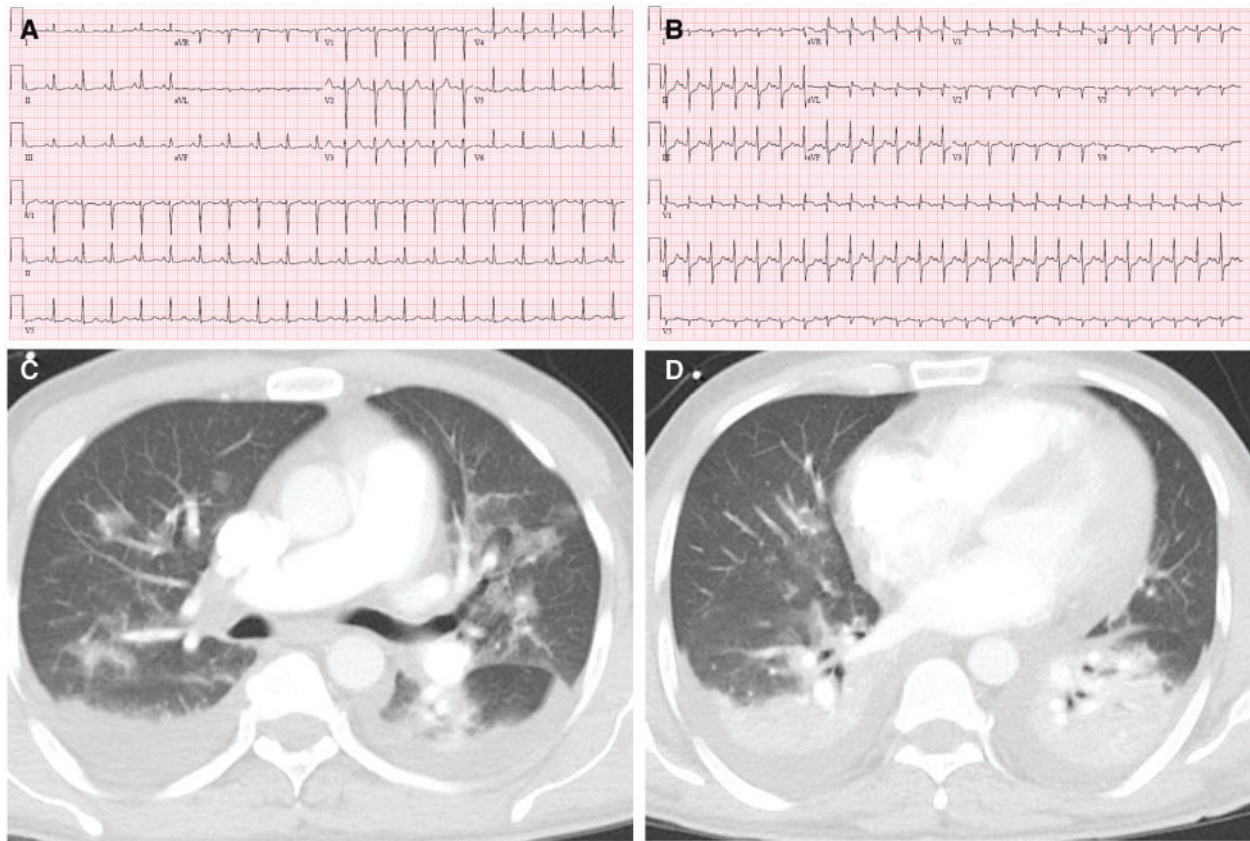 A
I aVR V1 V4
II aVL V2 V5
III aVF V3 V6
V1
II
V5
B
I aVR V1 V4
II aVL V2 V5
III aVF V3 V6
V1
II
V5
C
D